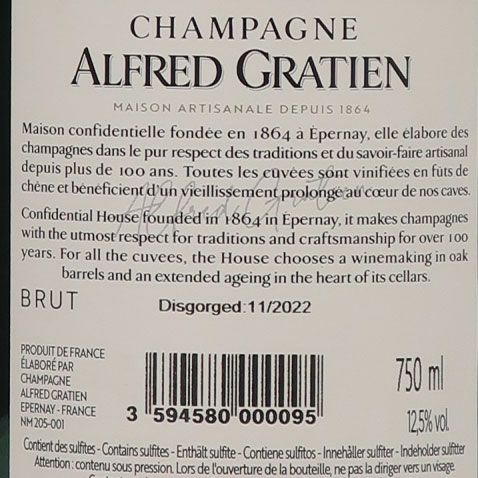 CHAMPAGNE
ALFRED GRATIEN
MAISON ARTISANALE DEPUIS 1864
Maison confidentielle fondée en 1864 à Épernay, elle élabore des
champagnes dans le pur respect des traditions et du savoir-faire artisanal
depuis plus de 100 ans. Toutes les cuvées sont vinifiées en fûts de
chêne et bénéficient d'un vieillissement prolongé au cœur de nos caves.
Confidential House founded in 1864 in Épernay, it makes champagnes
with the utmost respect for traditions and craftsmanship for over 100
years. For all the cuvees, the House chooses a winemaking in oak
barrels and an extended ageing in the heart of its cellars.
BRUT
Disgorged:11/2022
PRODUIT DE FRANCE
ÉLABORÉ PAR
CHAMPAGNE
ALFRED GRATIEN
EPERNAY - FRANCE
NM 205-001
3 594580 000095
750 ml
12,5% vol.
Contient des sulfites - Contains sulfites - Enthält sulfite - Contiene sulfitos - Innehåller sulfiter - Indeholder sulfitter
Attention : contenu sous pression. Lors de l'ouverture de la bouteille, ne pas la diriger vers un visage.